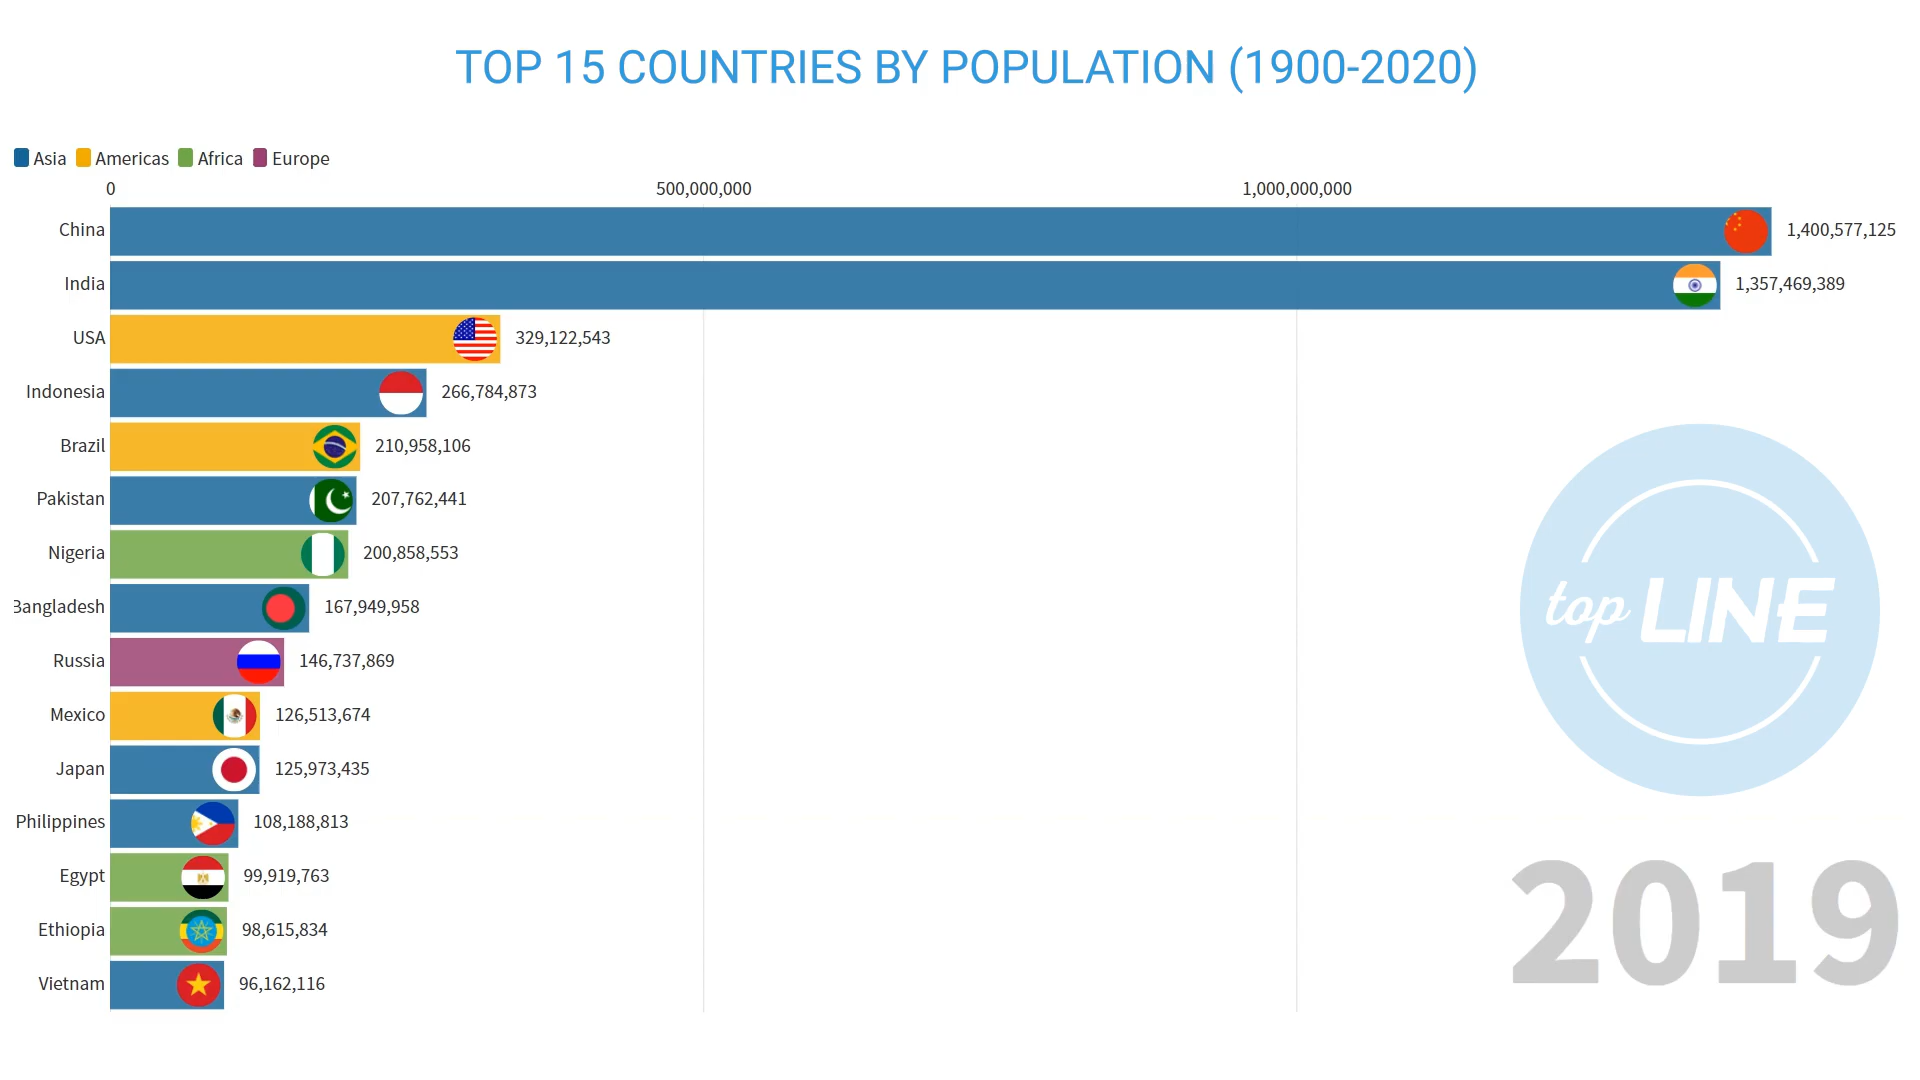 TOP 15 COUNTRIES BY POPULATION (1900-2020)
Asia Americas Africa Europe
0 500,000,000 1,000,000,000
China 1,400,577,125
India 1,357,469,389
USA 329,122,543
Indonesia 266,784,873
Brazil 210,958,106
Pakistan 207,762,441
Nigeria 200,858,553
Bangladesh 167,949,958
Russia 146,737,869
Mexico 126,513,674
Japan 125,973,435
Philippines 108,188,813
Egypt 99,919,763
Ethiopia 98,615,834
Vietnam 96,162,116
top LINE
2019